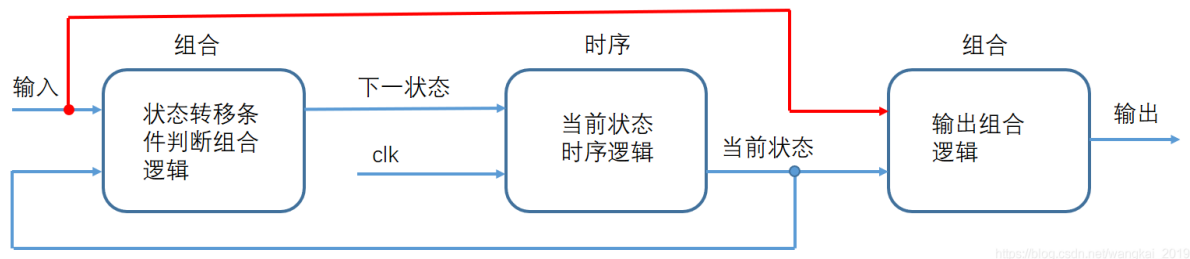 组合
时序
组合
输入
下一状态
输出
状态转移条
件判断组合
逻辑
clk
当前状态
时序逻辑
当前状态
输出组合
逻辑
https://blog.csdn.net/wangkai_2019